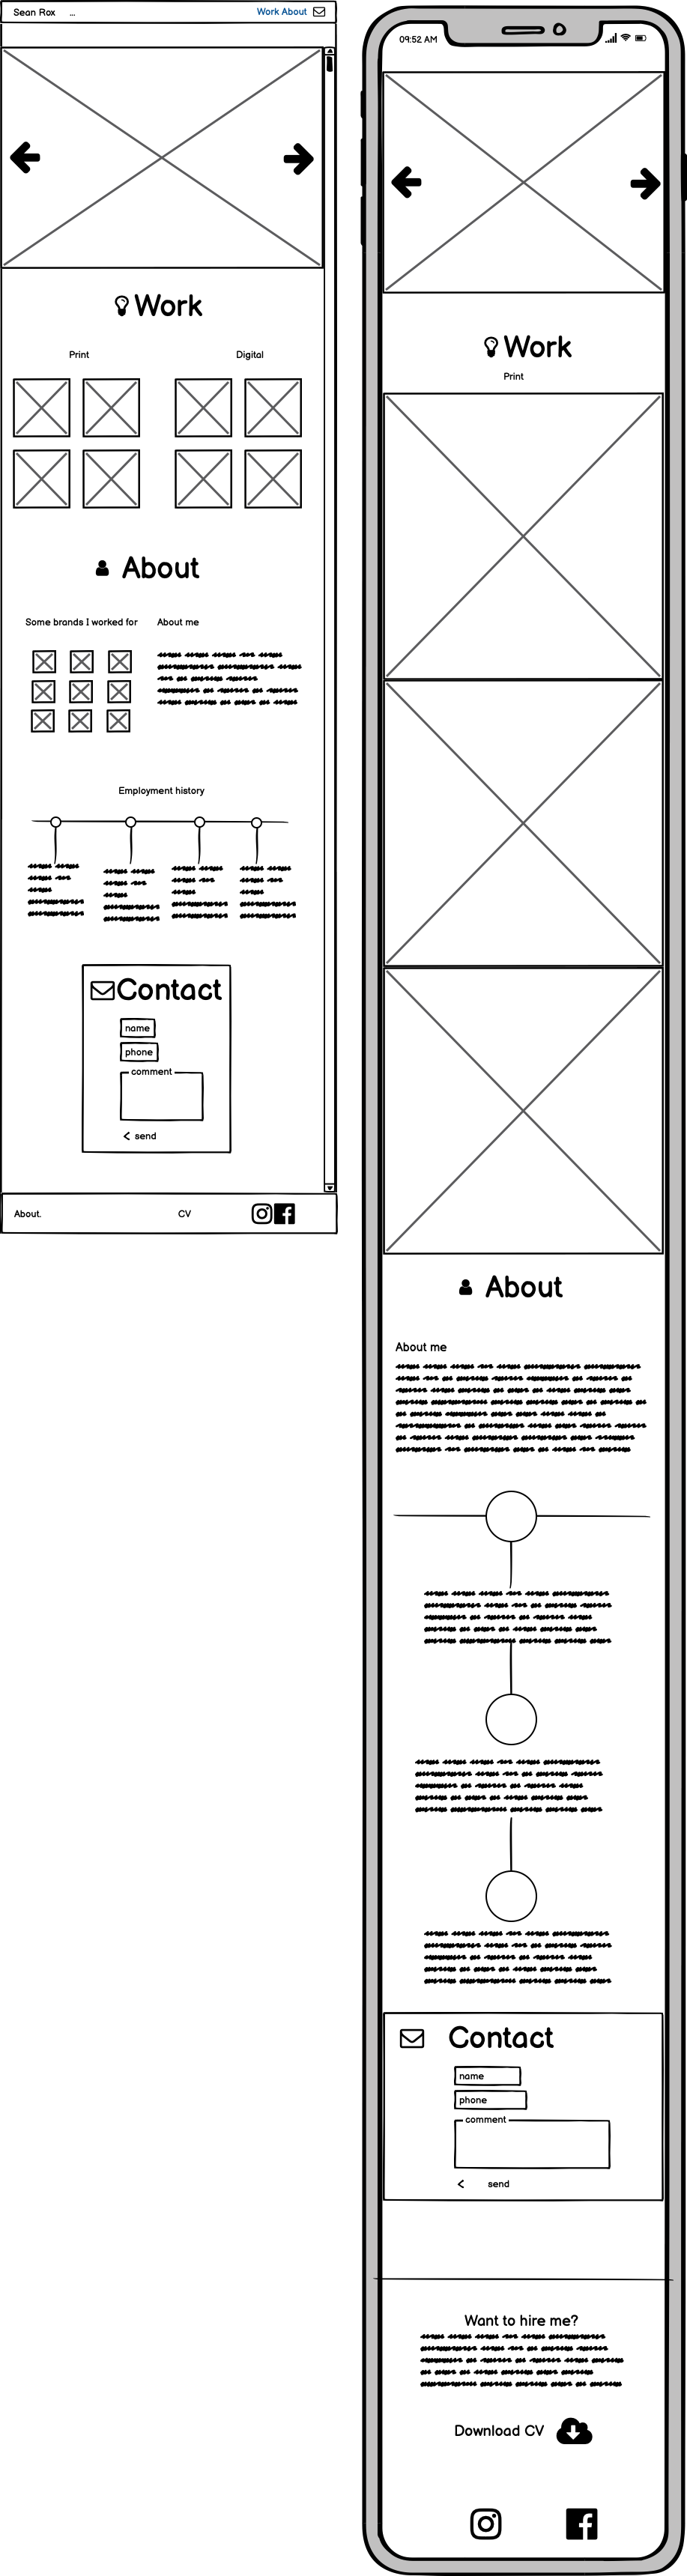 Sean Rox ... Work About
Work
Print Digital
About
Some brands I worked for About me
Employment history
Contact
name
phone
comment
< send
About. CV
09:52 AM
Work
Print
About
About me
Contact
name
phone
comment
< send
Want to hire me?
Download CV